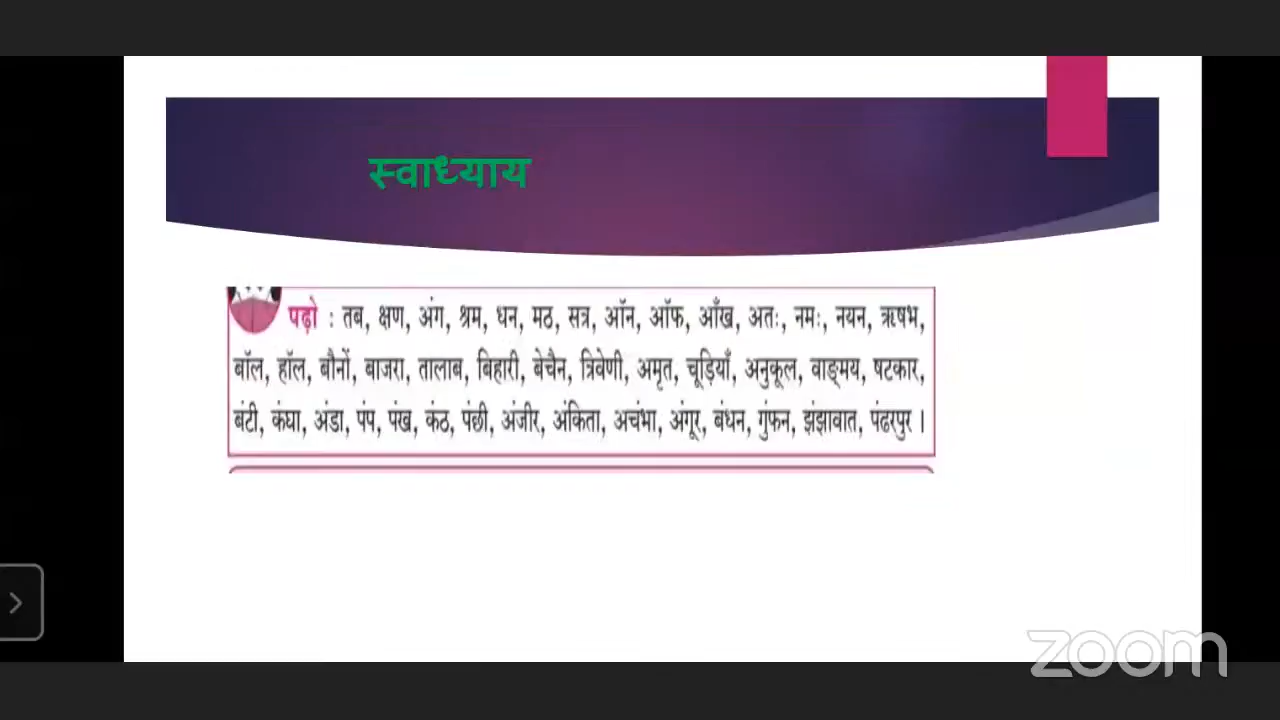 स्वाध्याय
पढ़ो : तब, क्षण, अंग, श्रम, धन, मठ, सत्र, ऑन, ऑफ, आँख, अतः, नमः, नयन, ऋषभ,
बॉल, हॉल, बौनों, बाजरा, तालाब, बिहारी, बेचैन, त्रिवेणी, अमृत, चूड़ियाँ, अनुकूल, वाङ्मय, षटकार,
बंटी, कंघा, अंडा, पंप, पंख, कंठ, पंछी, अंजीर, अंकिता, अचंभा, अंगूर, बंधन, गुंफन, झंझावात, पंढरपुर ।
zoom